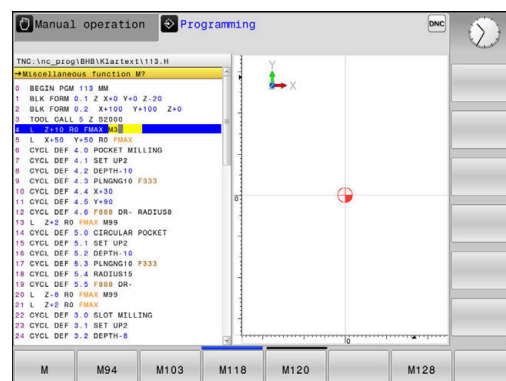 Manual operation
Programming
DNC
TNC:\nc_prog\BHB\Klartext\113.H
→Miscellaneous function M?
0 BEGIN PGM 113 MM
1 BLK FORM 0.1 Z X+0 Y+0 Z-20
2 BLK FORM 0.2 X+100 Y+100 Z+0
3 TOOL CALL 5 Z S2000
4 L Z+10 R0 FMAX M3
5 L X+50 Y+50 R0 FMAX
6 CYCL DEF 4.0 POCKET MILLING
7 CYCL DEF 4.1 SET UP2
8 CYCL DEF 4.2 DEPTH-10
9 CYCL DEF 4.3 PLNGNG10 F333
10 CYCL DEF 4.4 X+30
11 CYCL DEF 4.5 Y+90
12 CYCL DEF 4.6 F888 DR- RADIUS8
13 L Z+2 R0 FMAX M99
14 CYCL DEF 5.0 CIRCULAR POCKET
15 CYCL DEF 5.1 SET UP2
16 CYCL DEF 5.2 DEPTH-10
17 CYCL DEF 5.3 PLNGNG10 F333
18 CYCL DEF 5.4 RADIUS15
19 CYCL DEF 5.5 F888 DR-
20 L Z-8 R0 FMAX M99
21 L Z+2 R0 FMAX
22 CYCL DEF 3.0 SLOT MILLING
23 CYCL DEF 3.1 SET UP2
24 CYCL DEF 3.2 DEPTH-8
Y
X
0
0
M M94 M103 M118 M120 M128